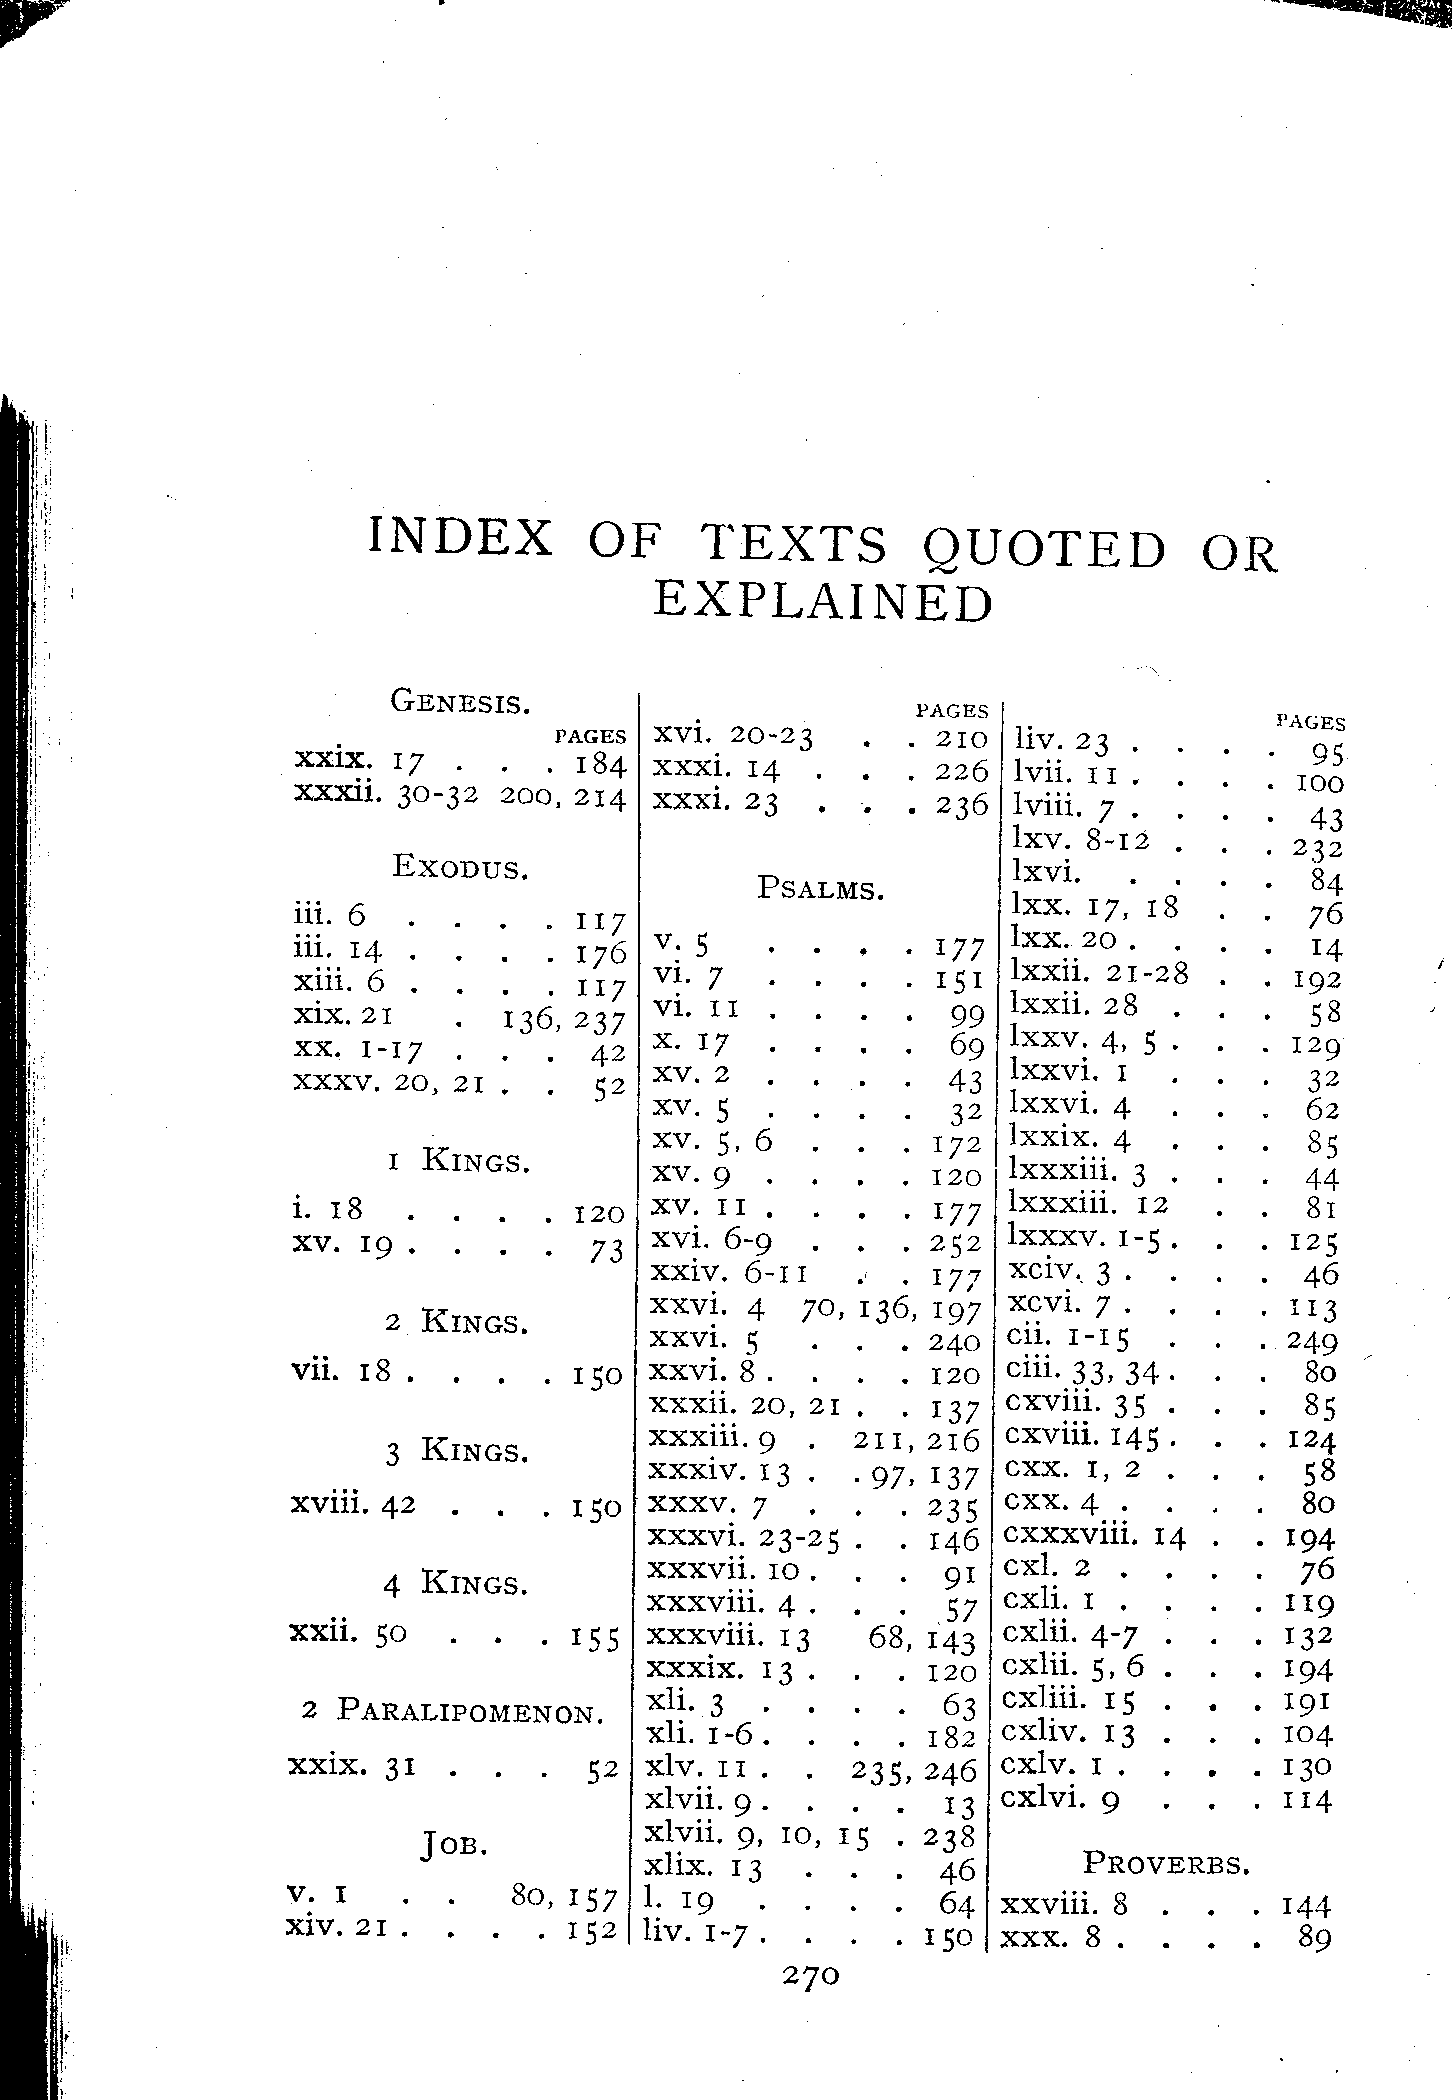 INDEX OF TEXTS QUOTED OR
EXPLAINED
GENESIS.
PAGES
xxix. 17 . . . 184
xxxii. 30-32 200, 214
EXODUS.
iii. 6 . . . . 117
iii. 14 . . . . 176
xiii. 6 . . . . 117
xix. 21 . 136, 237
xx. 1-17 . . . 42
xxxv. 20, 21 . . 52
1 KINGS.
i. 18 . . . . 120
xv. 19 . . . . 73
2 KINGS.
vii. 18 . . . . 150
3 KINGS.
xviii. 42 . . . 150
4 KINGS.
xxii. 50 . . . 155
2 PARALIPOMENON.
xxix. 31 . . . 52
JOB.
v. 1 . . 80, 157
xiv. 21 . . . . 152
PAGES
xvi. 20-23 . . 210
xxxi. 14 . . . 226
xxxi. 23 . . . 236
PSALMS.
v. 5 . . . . 177
vi. 7 . . . . 151
vi. 11 . . . . 99
x. 17 . . . . 69
xv. 2 . . . . 43
xv. 5 . . . . 32
xv. 5, 6 . . . 172
xv. 9 . . . . 120
xv. 11 . . . . 177
xvi. 6-9 . . . 252
xxiv. 6-11 . . 177
xxvi. 4 70, 136, 197
xxvi. 5 . . . 240
xxvi. 8 . . . . 120
xxxii. 20, 21 . . 137
xxxiii. 9 . 211, 216
xxxiv. 13 . . 97, 137
xxxv. 7 . . . 235
xxxvi. 23-25 . . 146
xxxvii. 10 . . . 91
xxxviii. 4 . . . 57
xxxviii. 13 68, 143
xxxix. 13 . . . 120
xli. 3 . . . . 63
xli. 1-6 . . . . 182
xlv. 11 . . 235, 246
xlvii. 9 . . . . 13
xlvii. 9, 10, 15 . 238
xlix. 13 . . . 46
l. 19 . . . . 64
liv. 1-7 . . . . 150
PAGES
liv. 23 . . . . 95
lvii. 11 . . . . 100
lviii. 7 . . . . 43
lxv. 8-12 . . . 232
lxvi. . . . . 84
lxx. 17, 18 . . 76
lxx. 20 . . . . 14
lxxii. 21-28 . . 192
lxxii. 28 . . . 58
lxxv. 4, 5 . . . 129
lxxvi. 1 . . . 32
lxxvi. 4 . . . 62
lxxix. 4 . . . 85
lxxxiii. 3 . . . 44
lxxxiii. 12 . . 81
lxxxv. 1-5 . . . 125
xciv. 3 . . . . 46
xcvi. 7 . . . . 113
cii. 1-15 . . . 249
ciii. 33, 34 . . . 80
cxviii. 35 . . . 85
cxviii. 145 . . . 124
cxx. 1, 2 . . . 58
cxx. 4 . . . . 80
cxxxviii. 14 . . 194
cxl. 2 . . . . 76
cxli. 1 . . . . 119
cxlii. 4-7 . . . 132
cxlii. 5, 6 . . . 194
cxliii. 15 . . . 191
cxliv. 13 . . . 104
cxlv. 1 . . . . 130
cxlvi. 9 . . . 114
PROVERBS.
xxviii. 8 . . . 144
xxx. 8 . . . . 89
270